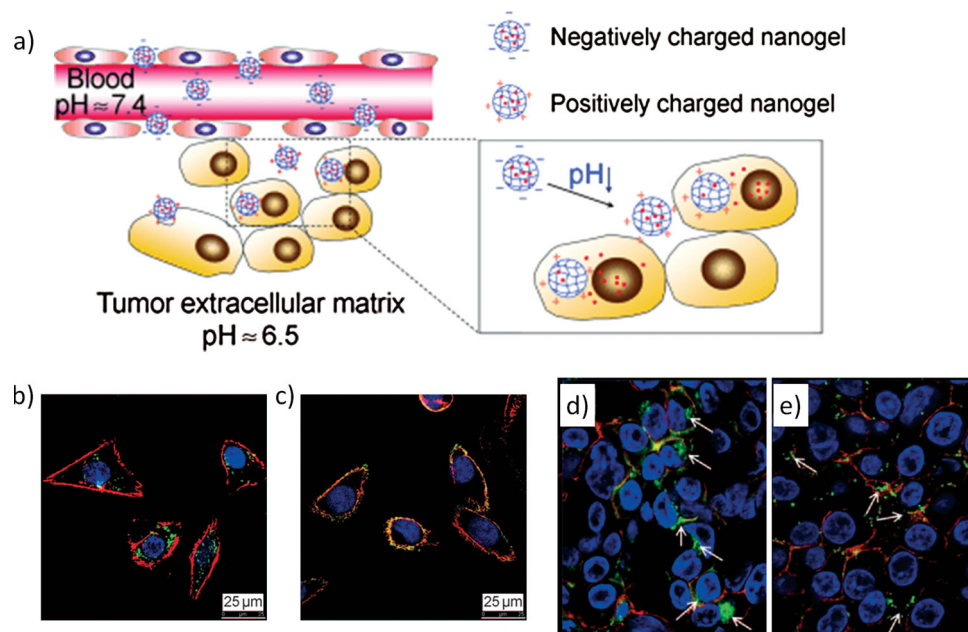 a)
Blood
pH ≈ 7.4
Negatively charged nanogel
Positively charged nanogel
pH↓
Tumor extracellular matrix
pH ≈ 6.5
b)
25 µm
c)
25 µm
d)
e)